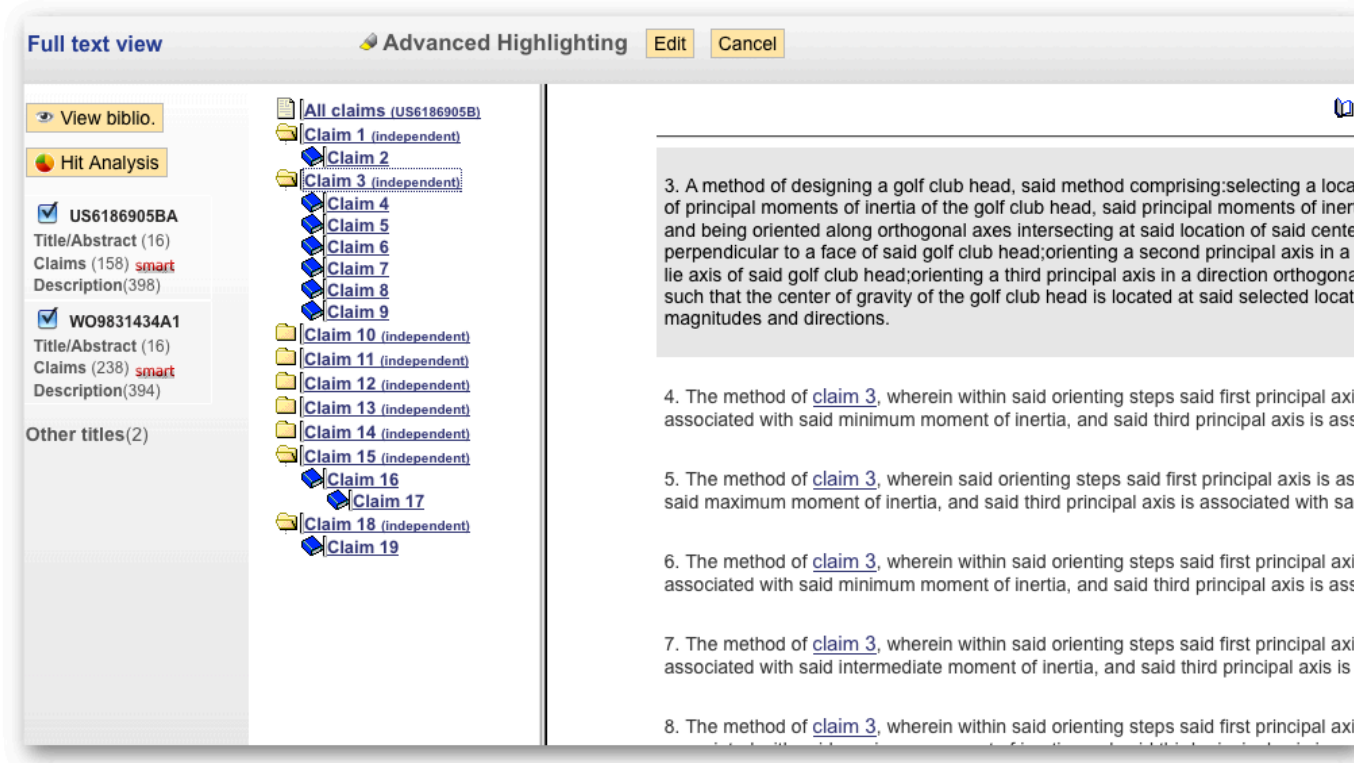 Full text view
Advanced Highlighting Edit Cancel
View biblio.
Hit Analysis
US6186905BA
Title/Abstract (16)
Claims (158) smart
Description(398)
WO9831434A1
Title/Abstract (16)
Claims (238) smart
Description(394)
Other titles(2)
All claims (US6186905B)
Claim 1 (independent)
Claim 2
Claim 3 (independent)
Claim 4
Claim 5
Claim 6
Claim 7
Claim 8
Claim 9
Claim 10 (independent)
Claim 11 (independent)
Claim 12 (independent)
Claim 13 (independent)
Claim 14 (independent)
Claim 15 (independent)
Claim 16
Claim 17
Claim 18 (independent)
Claim 19
3. A method of designing a golf club head, said method comprising:selecting a loca
of principal moments of inertia of the golf club head, said principal moments of iner
and being oriented along orthogonal axes intersecting at said location of said cente
perpendicular to a face of said golf club head;orienting a second principal axis in a
lie axis of said golf club head;orienting a third principal axis in a direction orthogona
such that the center of gravity of the golf club head is located at said selected locat
magnitudes and directions.
4. The method of claim 3, wherein within said orienting steps said first principal axi
associated with said minimum moment of inertia, and said third principal axis is ass
5. The method of claim 3, wherein said orienting steps said first principal axis is as
said maximum moment of inertia, and said third principal axis is associated with sa
6. The method of claim 3, wherein within said orienting steps said first principal axi
associated with said minimum moment of inertia, and said third principal axis is ass
7. The method of claim 3, wherein within said orienting steps said first principal axi
associated with said intermediate moment of inertia, and said third principal axis is
8. The method of claim 3, wherein within said orienting steps said first principal axi